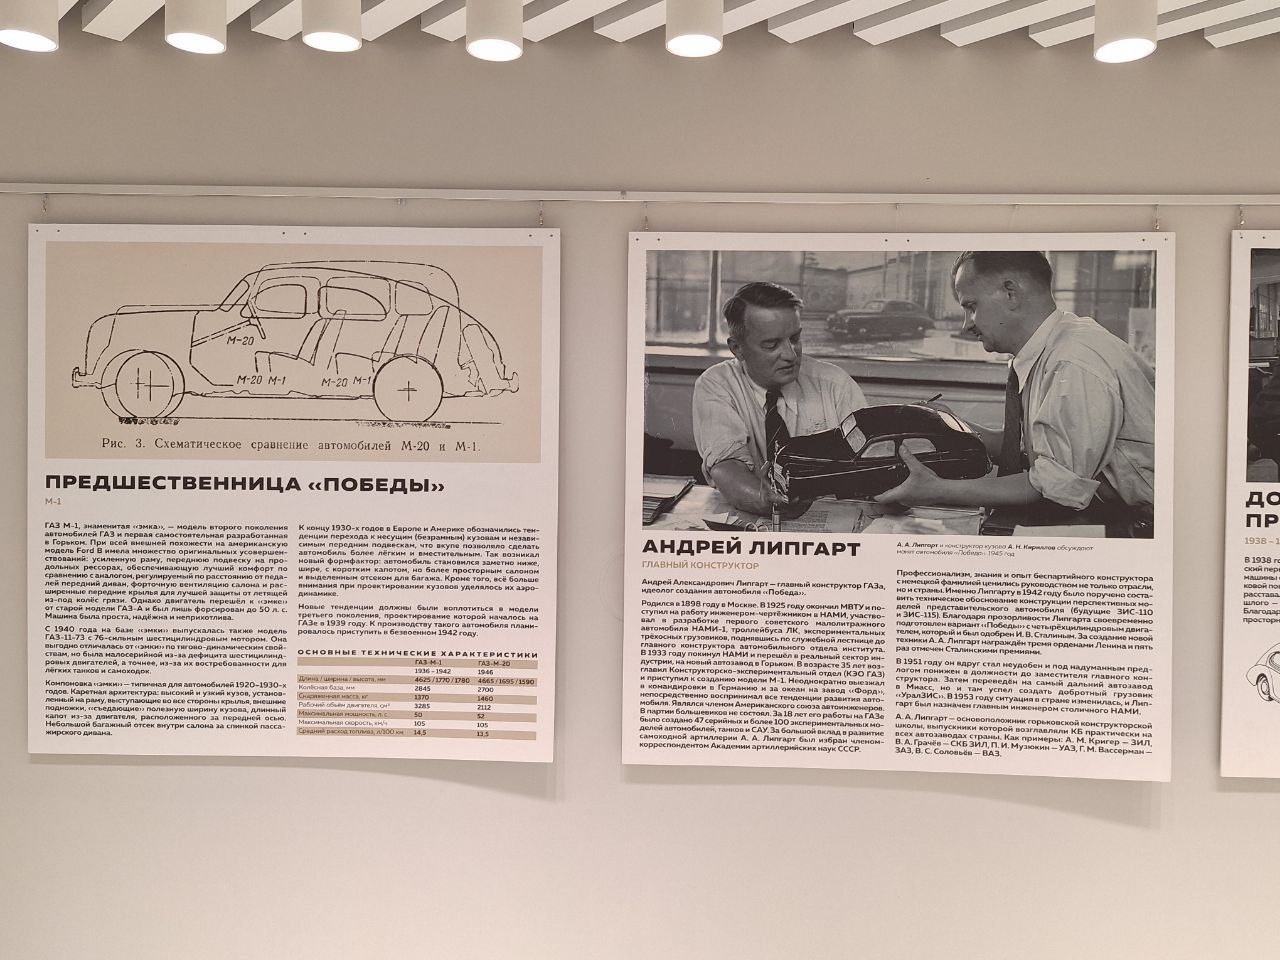 М-20
М-20 М-1
М-20 М-1
Рис. 3. Схематическое сравнение автомобилей М-20 и М-1.
ПРЕДШЕСТВЕННИЦА «ПОБЕДЫ»
М-1
ГАЗ М-1, знаменитая «эмка», — модель второго поколения
автомобилей ГАЗ и первая самостоятельная разработанная
в Горьком. При всей внешней похожести на американскую
модель Ford B имела множество оригинальных усовершен-
ствований: усиленную раму, переднюю подвеску на про-
дольных рессорах, обеспечивающую лучший комфорт по
сравнению с аналогом, регулируемый по расстоянию от педа-
лей передний диван, форточную вентиляцию салона и рас-
ширенные передние крылья для лучшей защиты от летящей
из-под колёс грязи. Однако двигатель перешёл к «эмке»
от старой модели ГАЗ-А и был лишь форсирован до 50 л. с.
Машина была проста, надёжна и неприхотлива.
С 1940 года на базе «эмки» выпускалась также модель
ГАЗ-11-73 с 76-сильным шестицилиндровым мотором. Она
выгодно отличалась от «эмки» по тягово-динамическим свой-
ствам, но была малосерийной из-за дефицита шестицилинд-
ровых двигателей, а точнее, из-за их востребованности для
лёгких танков и самоходок.
Компоновка «эмки» — типичная для автомобилей 1920-1930-х
годов. Каретная архитектура: высокий и узкий кузов, установ-
ленный на раму, выступающие во все стороны крылья, внешние
подножки, «съедающие» полезную ширину кузова, длинный
капот из-за двигателя, расположенного за передней осью.
Небольшой багажный отсек внутри салона за спинкой пасса-
жирского дивана.
К концу 1930-х годов в Европе и Америке обозначились тен-
денции перехода к несущим (безрамным) кузовам и незави-
симым передним подвескам, что вкупе позволяло сделать
автомобиль более лёгким и вместительным. Так возникал
новый формфактор: автомобиль становился заметно ниже,
шире, с коротким капотом, но более просторным салоном
и выделенным отсеком для багажа. Кроме того, всё больше
внимания при проектировании кузовов уделялось их аэро-
динамике.
Новые тенденции должны были воплотиться в модели
третьего поколения, проектирование которой началось на
ГАЗе в 1939 году. К производству такого автомобиля плани-
ровалось приступить в безвоенном 1942 году.
ОСНОВНЫЕ ТЕХНИЧЕСКИЕ ХАРАКТЕРИСТИКИ
ГАЗ-М-1 ГАЗ-М-20
1936 - 1942 1946
Длина / ширина / высота, мм 4625 / 1770 / 1780 4665 / 1695 / 1590
Колёсная база, мм 2845 2700
Снаряженная масса, кг 1370 1460
Рабочий объём двигателя, см³ 3285 2112
Максимальная мощность, л. с. 50 52
Максимальная скорость, км/ч 105 105
Средний расход топлива, л/100 км 14,5 13,5
АНДРЕЙ ЛИПГАРТ
ГЛАВНЫЙ КОНСТРУКТОР
А. А. Липгарт и конструктор кузова А. Н. Кириллов обсуждают
макет автомобиля «Победа». 1945 год
Андрей Александрович Липгарт — главный конструктор ГАЗа,
идеолог создания автомобиля «Победа».
Родился в 1898 году в Москве. В 1925 году окончил МВТУ и по-
ступил на работу инженером-чертёжником в НАМИ, участво-
вал в разработке первого советского малолитражного
автомобиля НАМИ-1, троллейбуса ЛК, экспериментальных
трёхосных грузовиков, поднявшись по служебной лестнице до
главного конструктора автомобильного отдела института.
В 1933 году покинул НАМИ и перешёл в реальный сектор ин-
дустрии, на новый автозавод в Горьком. В возрасте 35 лет воз-
главил Конструкторско-экспериментальный отдел (КЭО ГАЗ)
и приступил к созданию модели М-1. Неоднократно выезжал
в командировки в Германию и за океан на завод «Форд»,
непосредственно воспринимал все тенденции развития авто-
мобиля. Являлся членом Американского союза автоинженеров.
В партии большевиков не состоял. За 18 лет его работы на ГАЗе
было создано 47 серийных и более 100 экспериментальных мо-
делей автомобилей, танков и САУ. За большой вклад в развитие
самоходной артиллерии А. А. Липгарт был избран членом-
корреспондентом Академии артиллерийских наук СССР.
Профессионализм, знания и опыт беспартийного конструктора
с немецкой фамилией ценились руководством не только отрасли,
но и страны. Именно Липгарту в 1942 году было поручено соста-
вить техническое обоснование конструкции перспективных мо-
делей представительского автомобиля (будущие ЗИС-110
и ЗИС-115). Благодаря прозорливости Липгарта своевременно
подготовлен вариант «Победы» с четырёхцилиндровым двига-
телем, который и был одобрен И. В. Сталиным. За создание новой
техники А. А. Липгарт награждён тремя орденами Ленина и пять
раз отмечен Сталинскими премиями.
В 1951 году он вдруг стал неудобен и под надуманным пред-
логом понижен в должности до заместителя главного кон-
структора. Затем переведён на самый дальний автозавод
в Миасс, но и там успел создать добротный грузовик
«УралЗИС». В 1953 году ситуация в стране изменилась, и Лип-
гарт был назначен главным инженером столичного НАМИ.
А. А. Липгарт — основоположник горьковской конструкторской
школы, выпускники которой возглавляли КБ практически на
всех автозаводах страны. Как примеры: А. М. Кригер — ЗИЛ,
В. А. Грачёв — СКБ ЗИЛ, П. И. Музюкин — УАЗ, Г. М. Вассерман —
ЗАЗ, В. С. Соловьёв — ВАЗ.
ДО
ПР
1938 - 1
В 1938 го
ский пер
машины
ковой по
расстава
шлого —
Благодар
просторн